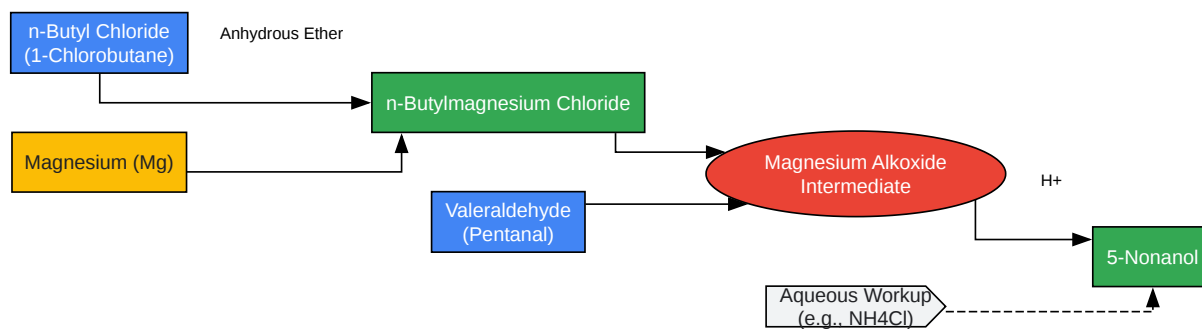 n-Butyl Chloride
(1-Chlorobutane)
Anhydrous Ether
n-Butylmagnesium Chloride
Magnesium (Mg)
Magnesium Alkoxide
Intermediate
H+
Valeraldehyde
(Pentanal)
5-Nonanol
Aqueous Workup
(e.g., NH4Cl)